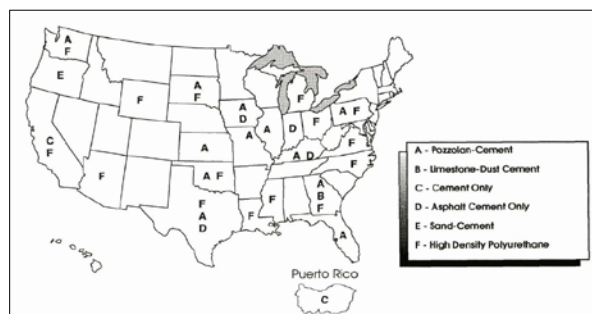 A
F
E
C
F
F
F
A
F
A
A F
F
A
D
A
D
A
A
D
F
F
A F
F
F
A D
A
B
F
A
F
F
Puerto Rico
C
A - Pozzolan-Cement
B - Limestone-Dust Cement
C - Cement Only
D - Asphalt Cement Only
E - Sand-Cement
F - High Density Polyurethane